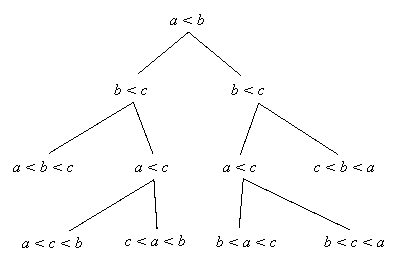 a < b
b < c b < c
a < b < c a < c a < c c < b < a
a < c < b c < a < b b < a < c b < c < a